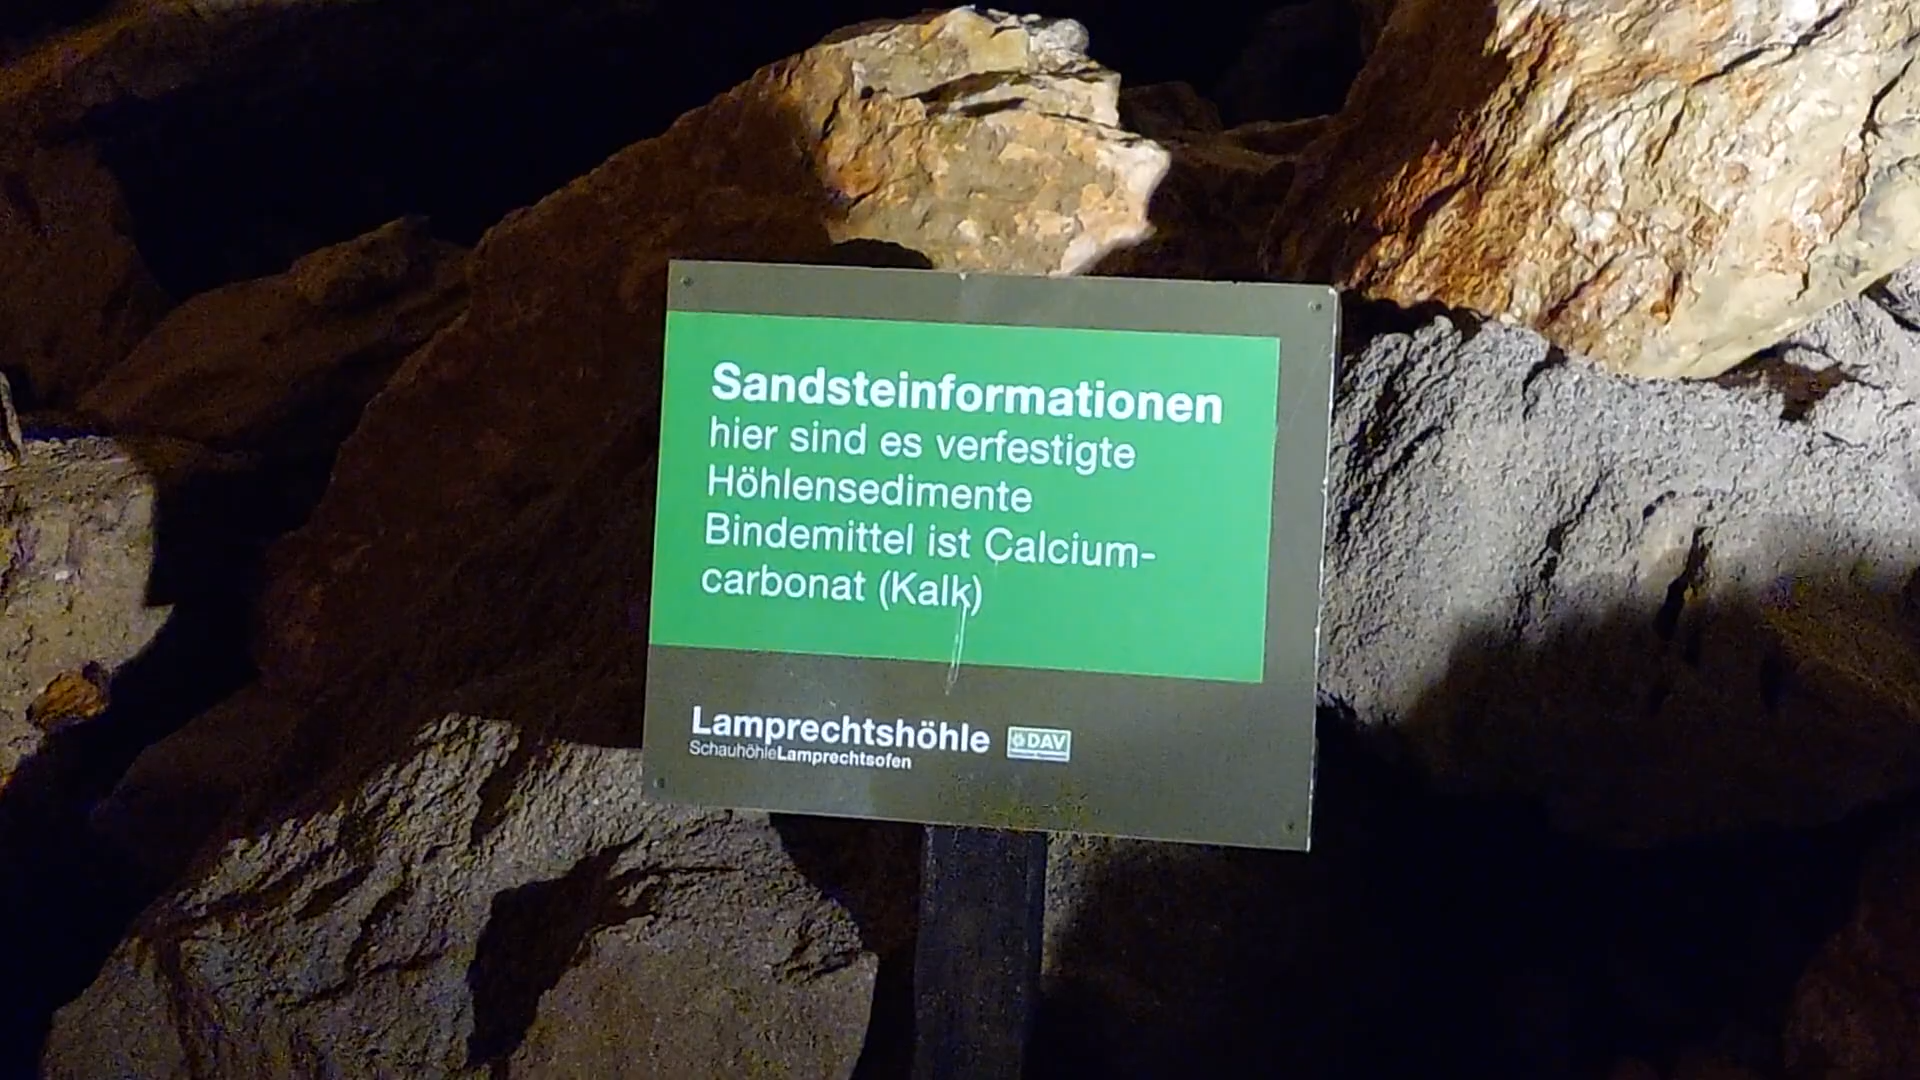 Sandsteinformationen
hier sind es verfestigte
Höhlensedimente
Bindemittel ist Calcium-
carbonat (Kalk)
Lamprechtshöhle
DAV
SchauhöhleLamprechtsofen